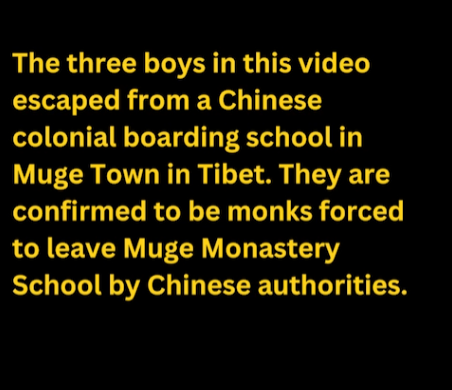 The three boys in this video
escaped from a Chinese
colonial boarding school in
Muge Town in Tibet. They are
confirmed to be monks forced
to leave Muge Monastery
School by Chinese authorities.